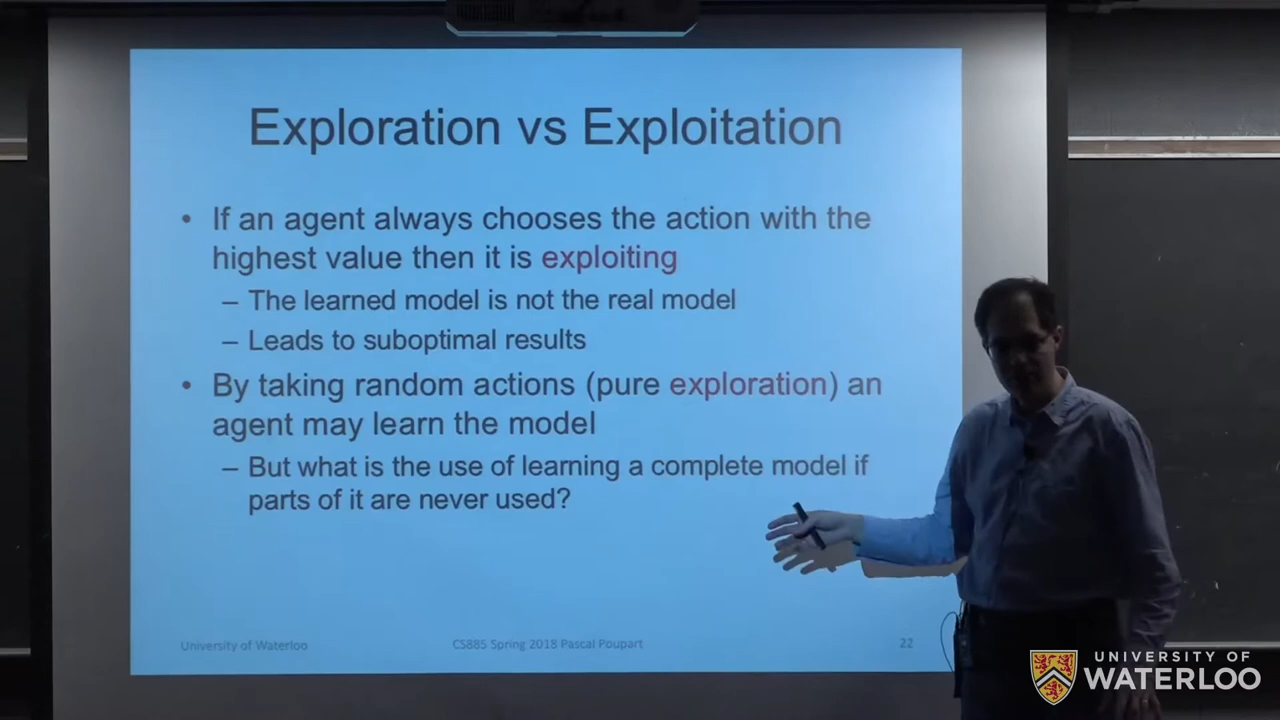 Exploration vs Exploitation
• If an agent always chooses the action with the
highest value then it is exploiting
– The learned model is not the real model
– Leads to suboptimal results
• By taking random actions (pure exploration) an
agent may learn the model
– But what is the use of learning a complete model if
parts of it are never used?
University of Waterloo
CS885 Spring 2018 Pascal Poupart
22
UNIVERSITY OF
WATERLOO